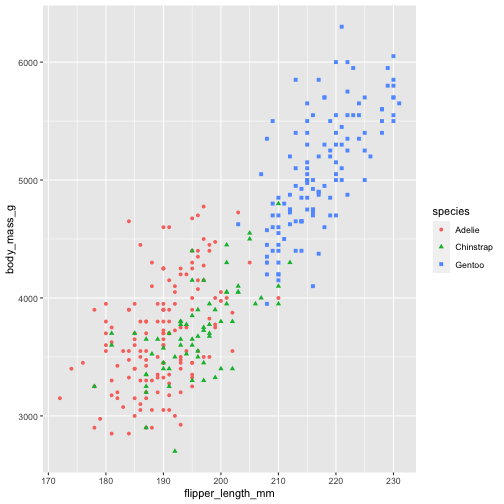 6000
5000
4000
3000
body_mass_g
170
180
190
200
210
220
230
flipper_length_mm
species
Adelie
Chinstrap
Gentoo